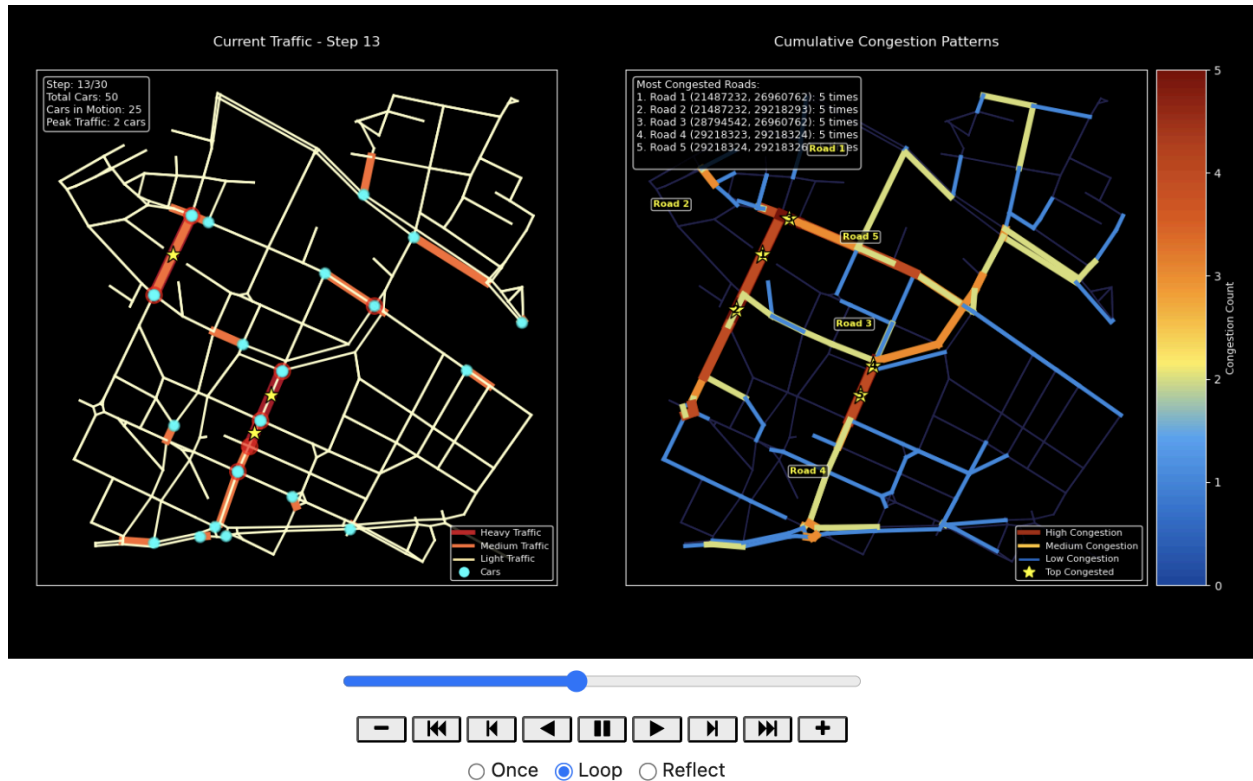 Current Traffic - Step 13
Step: 13/30
Total Cars: 50
Cars in Motion: 25
Peak Traffic: 2 cars
Heavy Traffic
Medium Traffic
Light Traffic
Cars
Cumulative Congestion Patterns
Most Congested Roads:
1. Road 1 (21487232, 26960762): 5 times
2. Road 2 (21487232, 29218293): 5 times
3. Road 3 (28794542, 26960762): 5 times
4. Road 4 (29218323, 29218324): 5 times
5. Road 5 (29218324, 2921832
Road 1
Road 2
Road 5
Road 3
Road 4
High Congestion
Medium Congestion
Low Congestion
Top Congested
5
4
3
2
1
0
Congestion Count
Once
Loop
Reflect